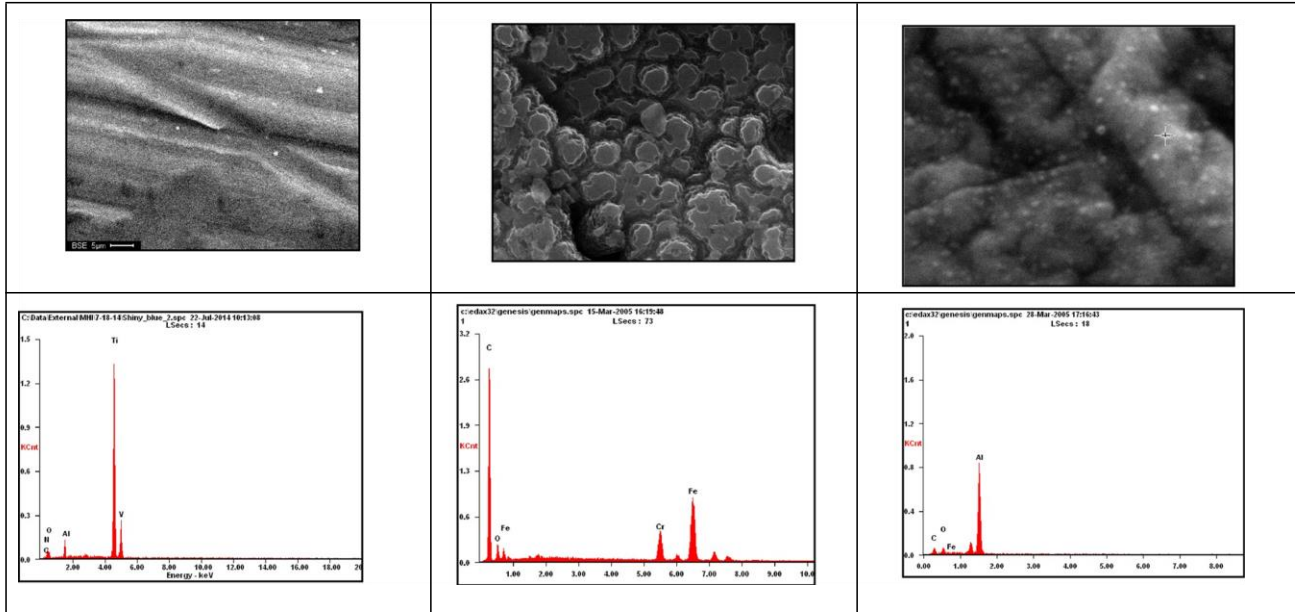 BSE 5µm
C:\Data\External\MHI\7-18-14\Shiny_blue_2.spc 22-Jul-2014 10:13:08
LSecs : 14
1.5
1.2
0.9
KCnt
0.6
0.3
0.0
Ti
V
Al
O
N
C
2.00 4.00 6.00 8.00 10.00 12.00 14.00 16.00 18.00 20
Energy - keV
c:\edax32\genesis\genmaps.spc 15-Mar-2005 16:19:48
1
LSecs : 73
3.2
2.6
1.9
KCnt
1.3
0.6
0.0
C
O
Fe
Cr
Fe
1.00 2.00 3.00 4.00 5.00 6.00 7.00 8.00 9.00 10.0
c:\edax32\genesis\genmaps.spc 28-Mar-2005 17:16:43
1
LSecs : 18
2.0
1.6
1.2
KCnt
0.8
0.4
0.0
C
O
Fe
Al
0.00 1.00 2.00 3.00 4.00 5.00 6.00 7.00 8.00